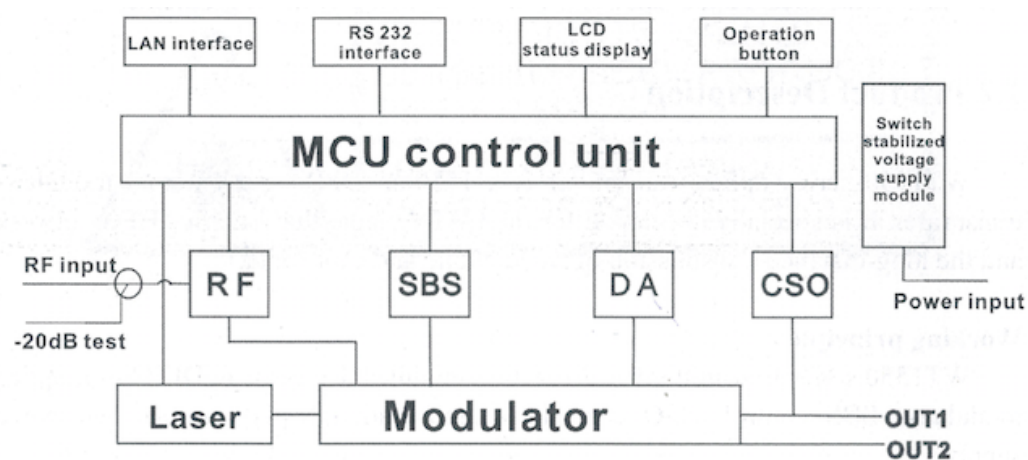 LAN interface
RS 232
interface
LCD
status display
Operation
button
MCU control unit
Switch
stabilized
voltage
supply
module
RF input
RF
SBS
DA
CSO
Power input
-20dB test
Laser
Modulator
OUT1
OUT2